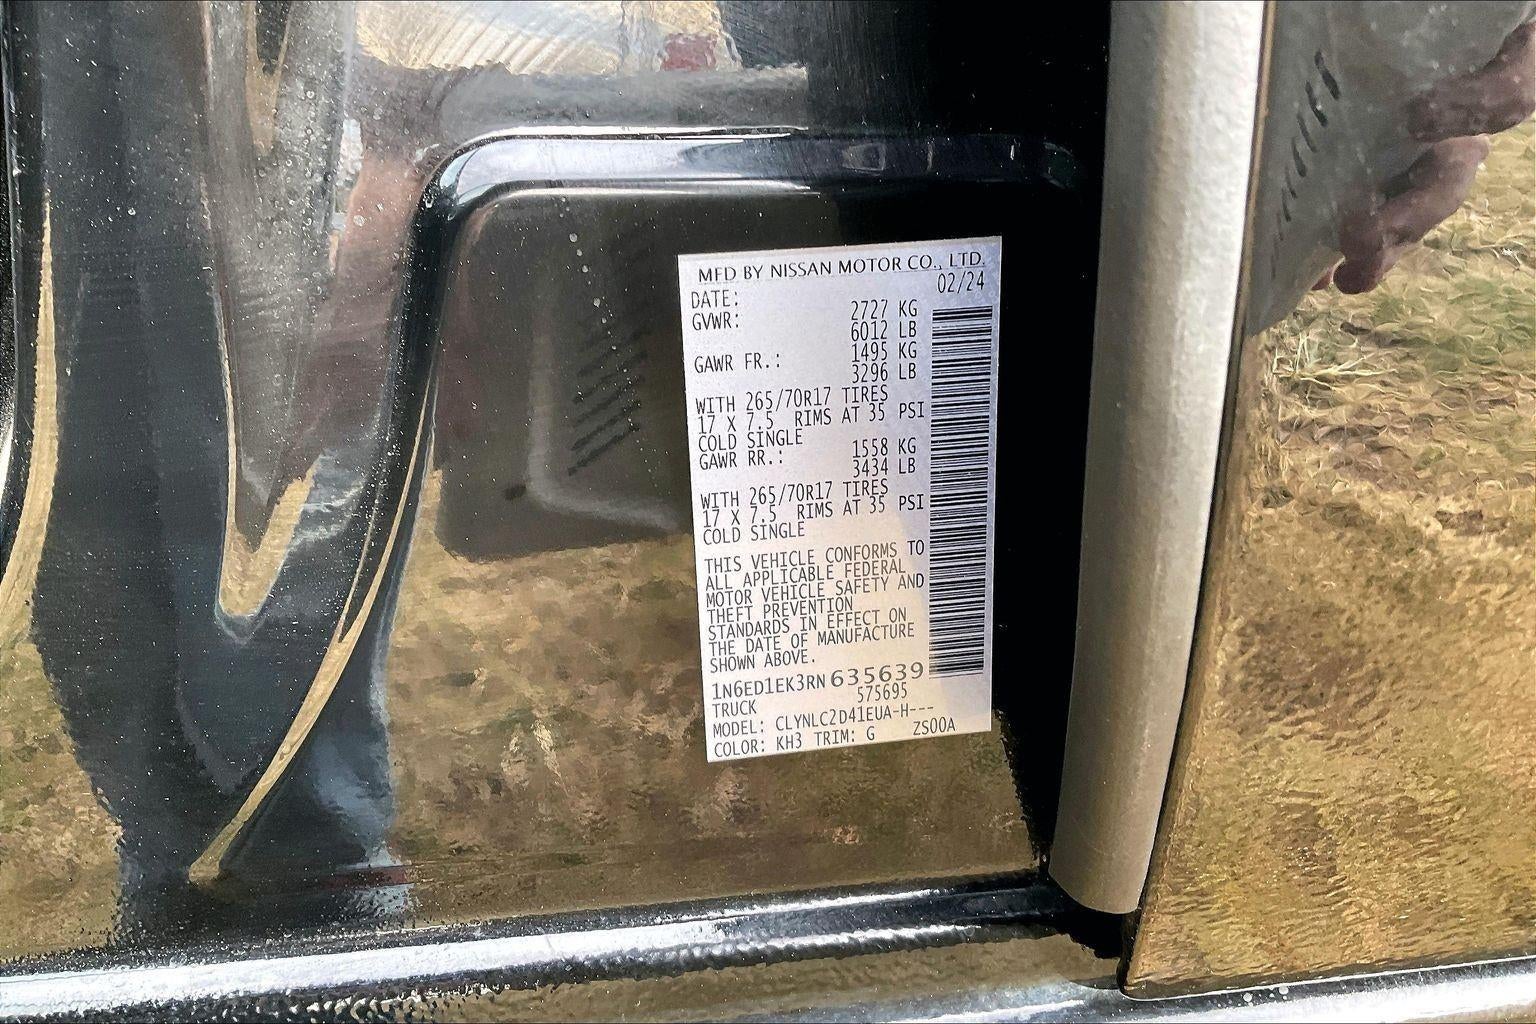 MFD BY NISSAN MOTOR CO., LTD.
DATE: 02/24
GVWR: 2727 KG
6012 LB
GAWR FR.: 1495 KG
3296 LB
WITH 265/70R17 TIRES
17 X 7.5 RIMS AT 35 PSI
COLD SINGLE
GAWR RR.: 1558 KG
3434 LB
WITH 265/70R17 TIRES
17 X 7.5 RIMS AT 35 PSI
COLD SINGLE
THIS VEHICLE CONFORMS TO
ALL APPLICABLE FEDERAL
MOTOR VEHICLE SAFETY AND
THEFT PREVENTION
STANDARDS IN EFFECT ON
THE DATE OF MANUFACTURE
SHOWN ABOVE.
1N6ED1EK3RN635639
TRUCK 575695
MODEL: CLYNLC2D41EUA-H---
COLOR: KH3 TRIM: G ZS00A